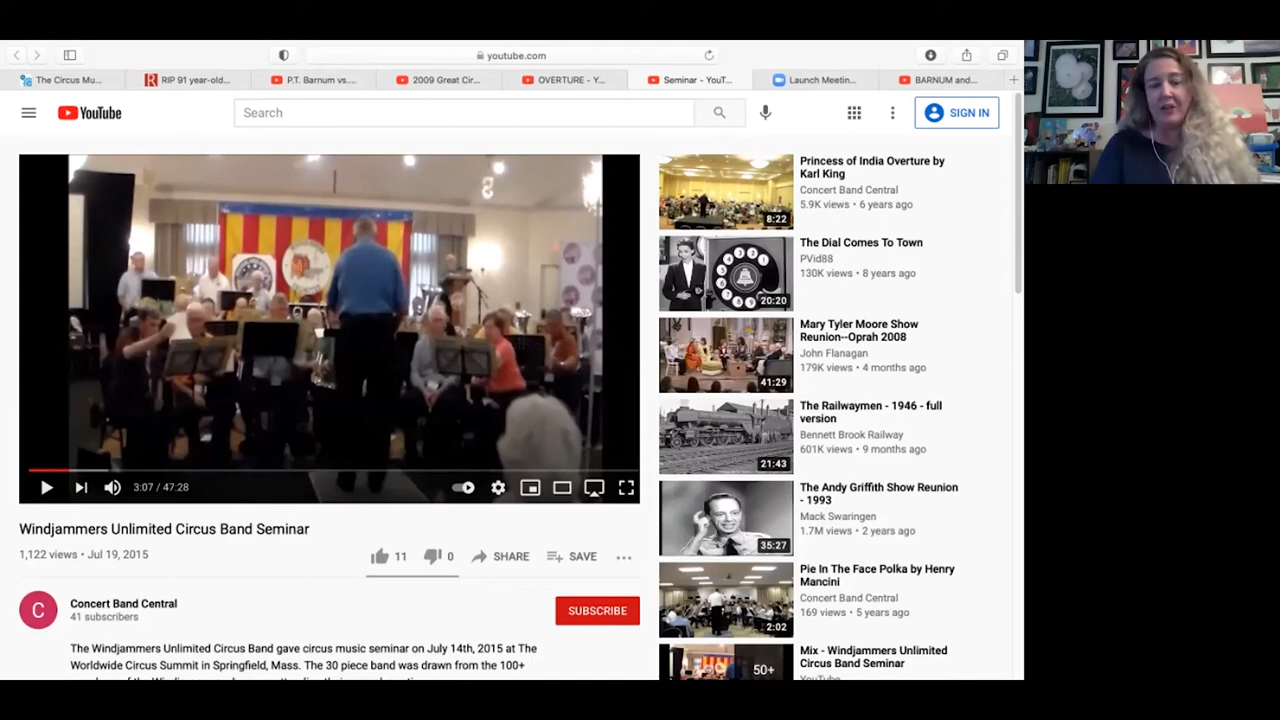 youtube.com
The Circus Mu...
RIP 91 year-old...
P.T. Barnum vs....
2009 Great Cir...
OVERTURE - Y...
Seminar - YouT...
Launch Meetin...
BARNUM and...
YouTube
Search
SIGN IN
3:07 / 47:28
Windjammers Unlimited Circus Band Seminar
1,122 views • Jul 19, 2015
11
0
SHARE
SAVE
C
Concert Band Central
41 subscribers
SUBSCRIBE
The Windjammers Unlimited Circus Band gave circus music seminar on July 14th, 2015 at The
Worldwide Circus Summit in Springfield, Mass. The 30 piece band was drawn from the 100+
8:22
Princess of India Overture by
Karl King
Concert Band Central
5.9K views • 6 years ago
20:20
The Dial Comes To Town
PVid88
130K views • 8 years ago
41:29
Mary Tyler Moore Show
Reunion--Oprah 2008
John Flanagan
179K views • 4 months ago
21:43
The Railwaymen - 1946 - full
version
Bennett Brook Railway
601K views • 9 months ago
35:27
The Andy Griffith Show Reunion
- 1993
Mack Swaringen
1.7M views • 2 years ago
2:02
Pie In The Face Polka by Henry
Mancini
Concert Band Central
169 views • 5 years ago
50+
Mix - Windjammers Unlimited
Circus Band Seminar
YouTube